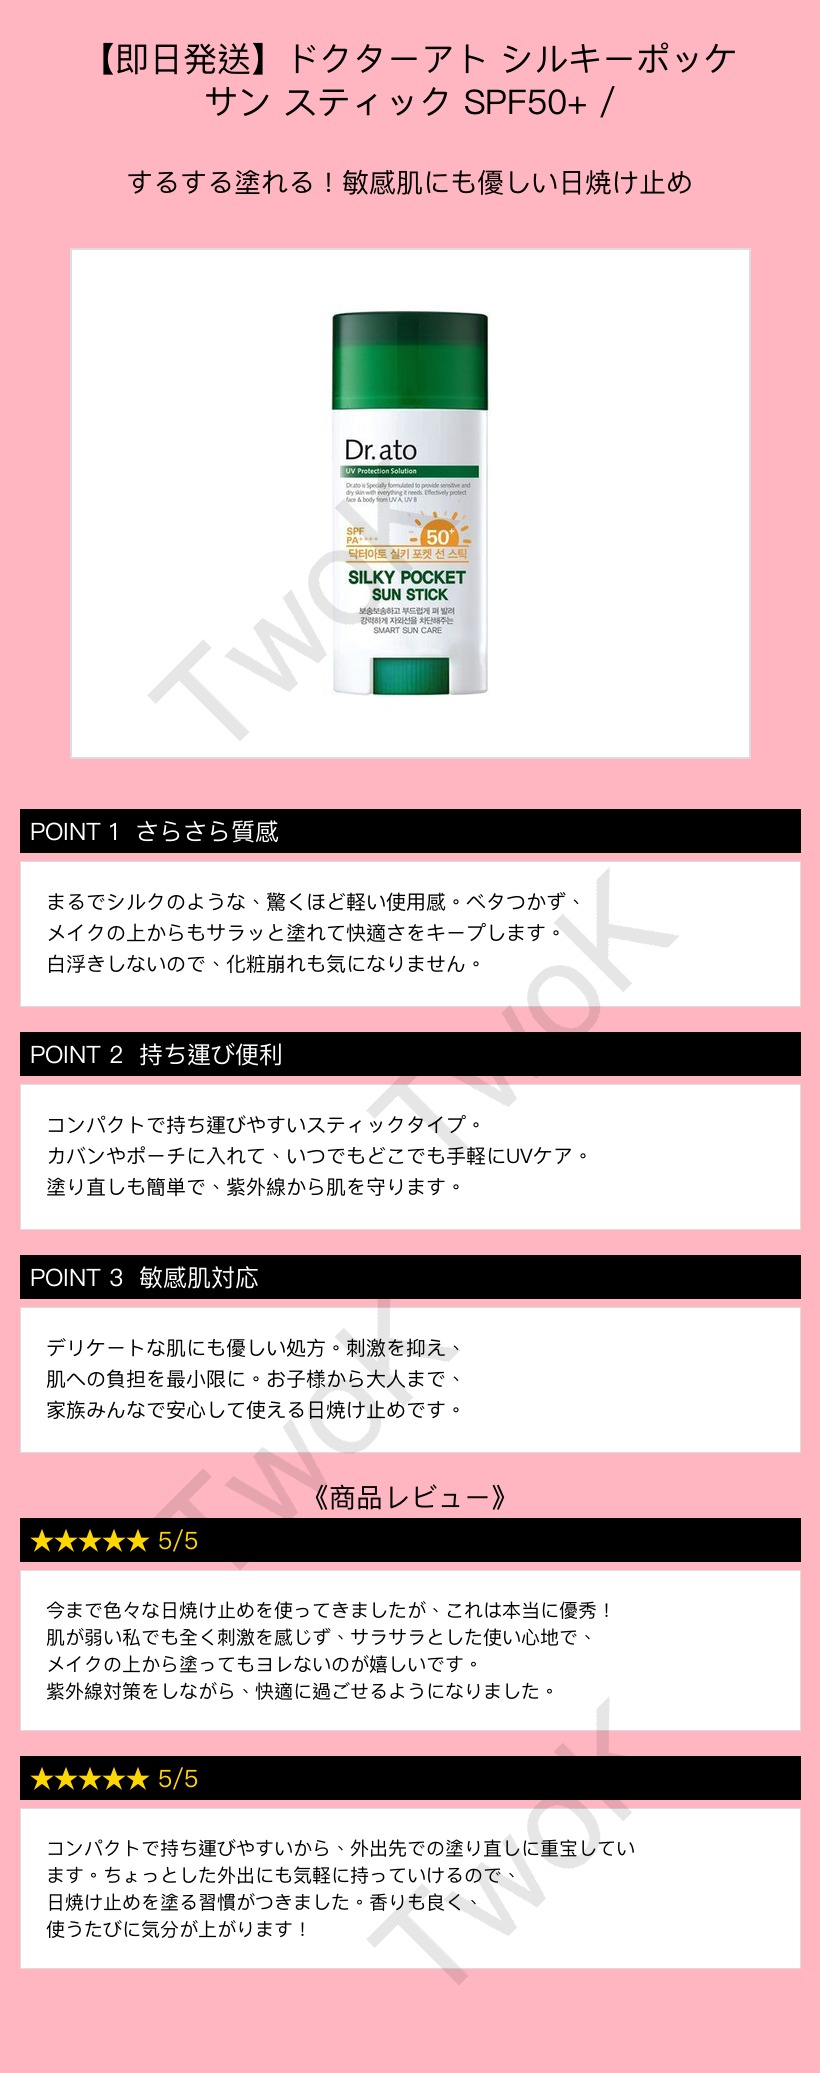 【即日発送】ドクターアト シルキーポッケ
サン スティック SPF50+ /
するする塗れる！敏感肌にも優しい日焼け止め
Dr.ato
UV Protection Solution
Dr.ato is Specially formulated to provide sensitive and
dry skin with everything it needs. Effectively protect
face & body from UV A, UV B
SPF
PA++++
50+
닥터아토 실키 포켓 선 스틱
SILKY POCKET
SUN STICK
보송보송하고 부드럽게 펴 발려
강력하게 자외선을 차단해주는
SMART SUN CARE
TwoK
POINT 1 さらさら質感
まるでシルクのような、驚くほど軽い使用感。ベタつかず、
メイクの上からもサラッと塗れて快適さをキープします。
白浮きしないので、化粧崩れも気になりません。
TwoK
POINT 2 持ち運び便利
コンパクトで持ち運びやすいスティックタイプ。
カバンやポーチに入れて、いつでもどこでも手軽にUVケア。
塗り直しも簡単で、紫外線から肌を守ります。
POINT 3 敏感肌対応
デリケートな肌にも優しい処方。刺激を抑え、
肌への負担を最小限に。お子様から大人まで、
家族みんなで安心して使える日焼け止めです。
TwoK
《商品レビュー》
★★★★★ 5/5
今まで色々な日焼け止めを使ってきましたが、これは本当に優秀！
肌が弱い私でも全く刺激を感じず、サラサラとした使い心地で、
メイクの上から塗ってもヨレないのが嬉しいです。
紫外線対策をしながら、快適に過ごせるようになりました。
★★★★★ 5/5
コンパクトで持ち運びやすいから、外出先での塗り直しに重宝してい
ます。ちょっとした外出にも気軽に持っていけるので、
日焼け止めを塗る習慣がつきました。香りも良く、
使うたびに気分が上がります！
TwoK